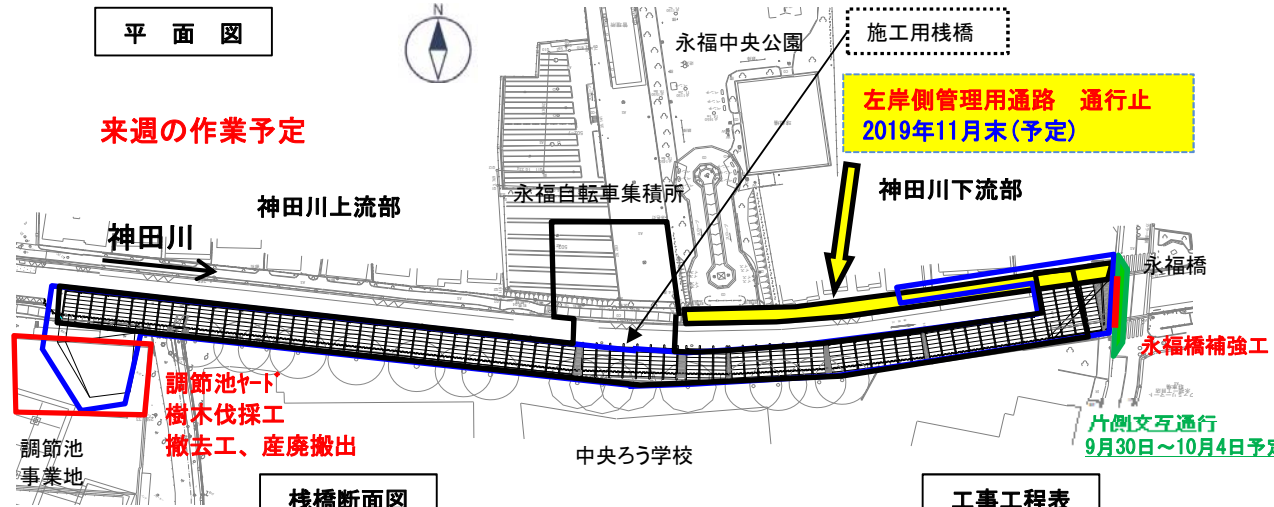 平 面 図
N
永福中央公園
施工用桟橋
左岸側管理用通路 通行止
2019年11月末(予定)
来週の作業予定
永福自転車集積所
神田川下流部
神田川上流部
神田川
永福橋
永福橋補強工
調節池ヤード
樹木伐採工
撤去工、産廃搬出
調節池
事業地
中央ろう学校
片側交互通行
9月30日～10月4日予定
桟橋断面図
工事工程表